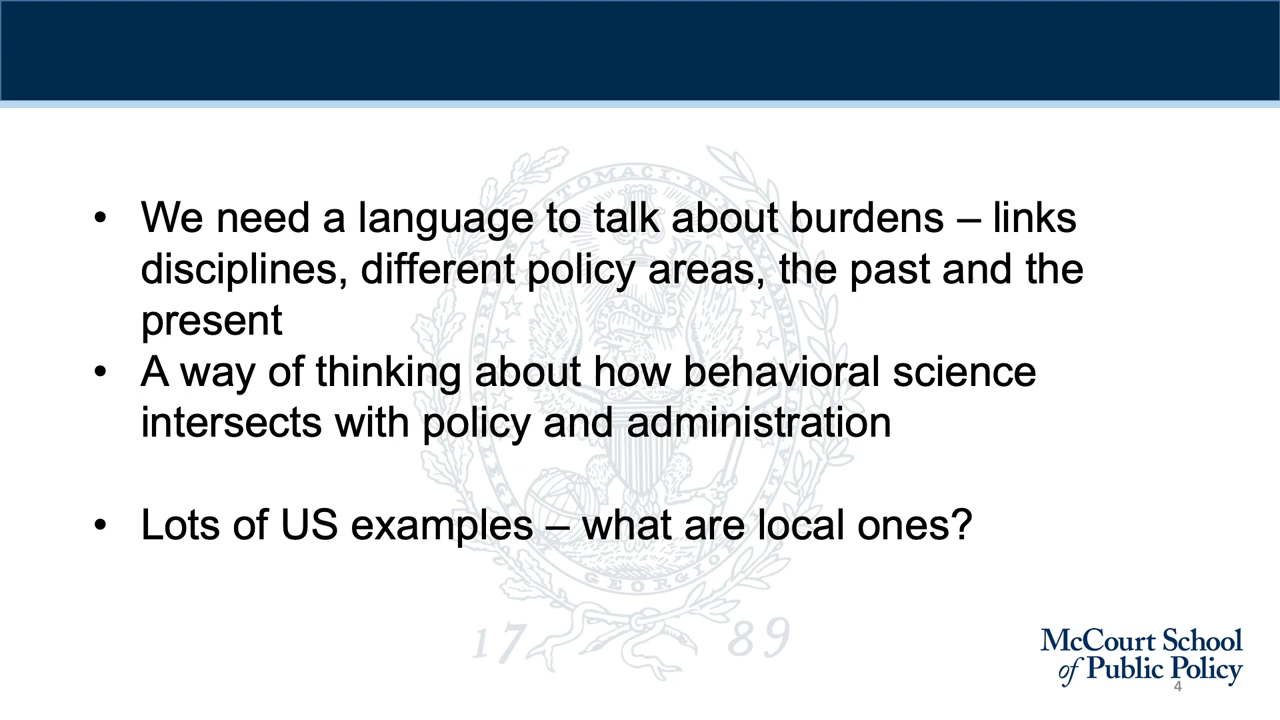 • We need a language to talk about burdens – links
disciplines, different policy areas, the past and the
present
• A way of thinking about how behavioral science
intersects with policy and administration
• Lots of US examples – what are local ones?
17 89
GEORGIO
McCourt School
of Public Policy
4